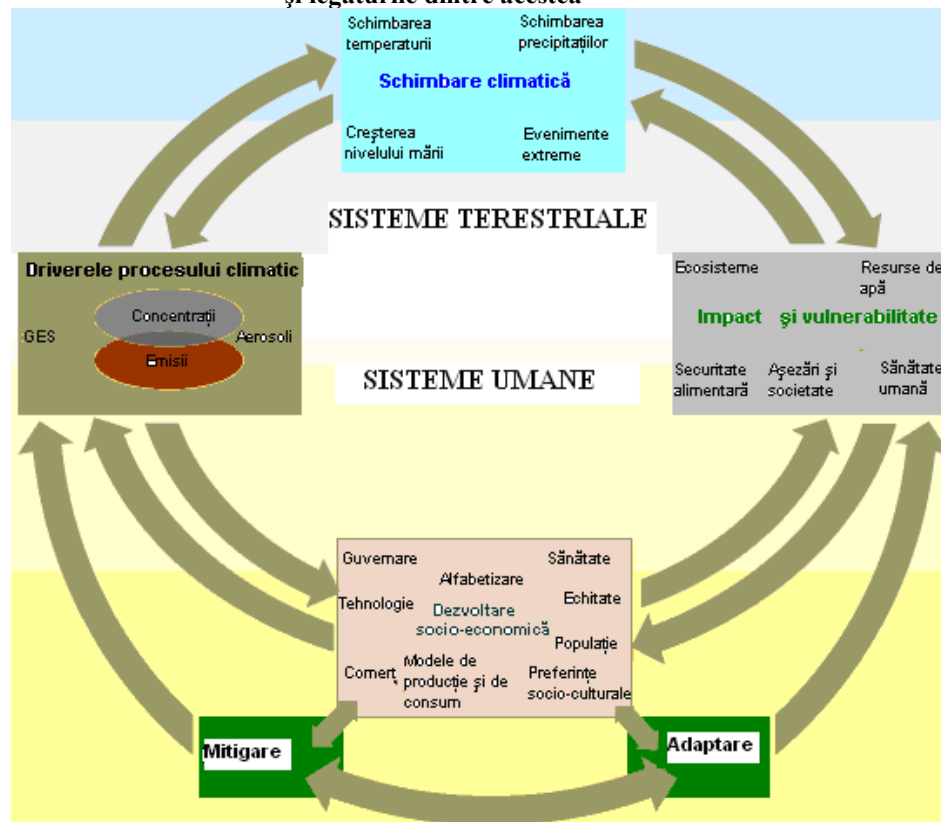 şi legăturile dintre acestea
Schimbarea
temperaturii
Schimbarea
precipitaţiilor
Schimbare climatică
Creşterea
nivelului mării
Evenimente
extreme
SISTEME TERESTRIALE
Driverele procesului climatic
Concentraţii
GES
Aerosoli
Emisii
Ecosisteme
Resurse de
apă
Impact şi vulnerabilitate
Securitate
alimentară
Aşezări şi
societate
Sănătate
umană
SISTEME UMANE
Guvernare
Sănătate
Alfabetizare
Tehnologie
Echitate
Dezvoltare
socio-economică
Populaţie
Comerţ
Modele de
producţie şi de
consum
Preferinţe
socio-culturale
Mitigare
Adaptare